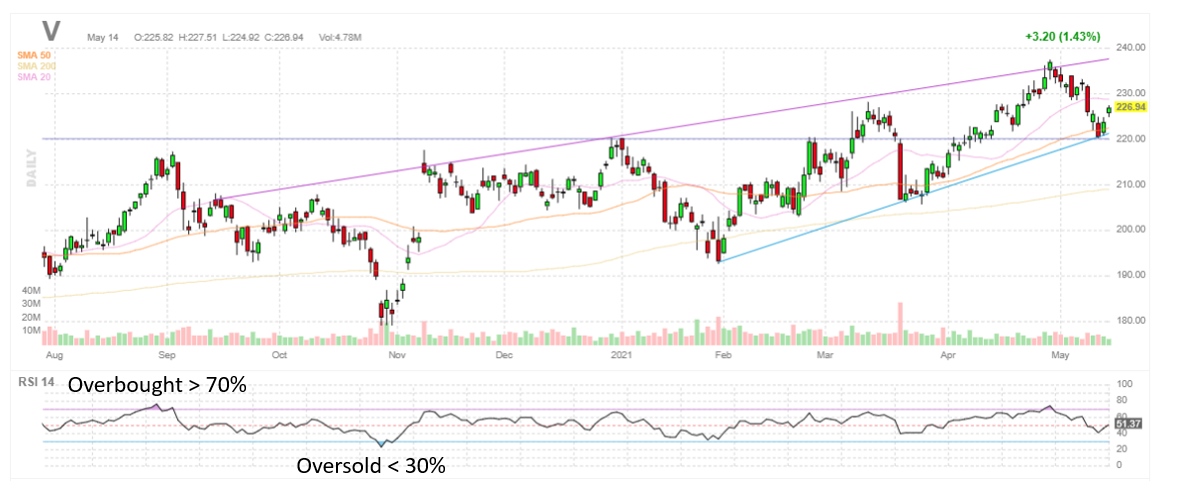 V May 14 O:225.82 H:227.51 L:224.92 C:226.94 Vol:4.78M +3.20 (1.43%)
SMA 50
SMA 200
SMA 20
240.00
230.00
226.94
220.00
210.00
200.00
190.00
180.00
DAILY
40M
30M
20M
10M
Aug Sep Oct Nov Dec 2021 Feb Mar Apr May
RSI 14 Overbought > 70%
100
80
60
51.37
40
20
0
Oversold < 30%